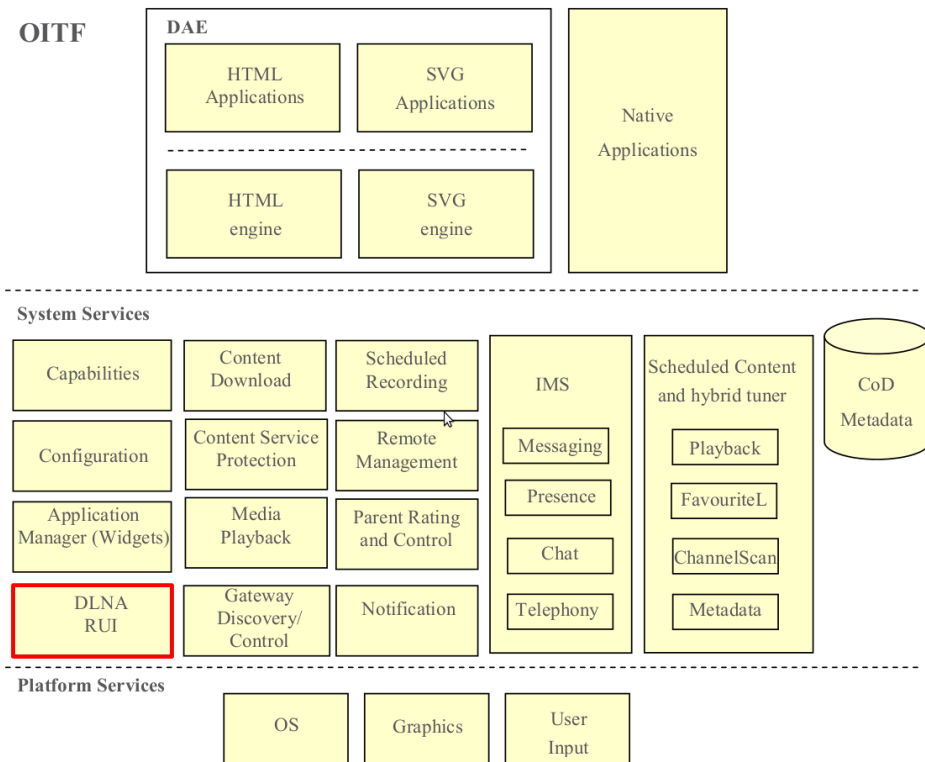 OITF
DAE
HTML
Applications
SVG
Applications
HTML
engine
SVG
engine
Native
Applications
System Services
Capabilities
Content
Download
Scheduled
Recording
Configuration
Content Service
Protection
Remote
Management
Application
Manager (Widgets)
Media
Playback
Parent Rating
and Control
DLNA
RUI
Gateway
Discovery/
Control
Notification
IMS
Messaging
Presence
Chat
Telephony
Scheduled Content
and hybrid tuner
Playback
FavouriteL
ChannelScan
Metadata
CoD
Metadata
Platform Services
OS
Graphics
User
Input